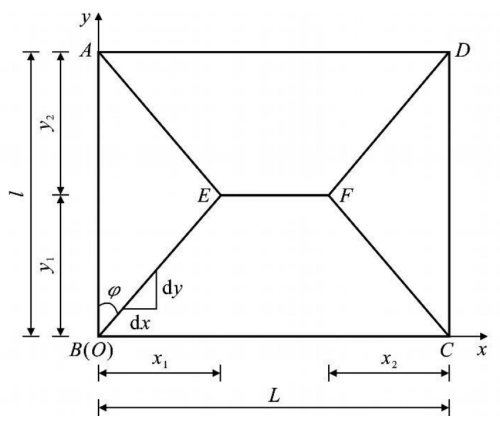 y
A
D
y₂
l
E
F
y₁
φ
dy
dx
B(O)
C
x
x₁
x₂
L